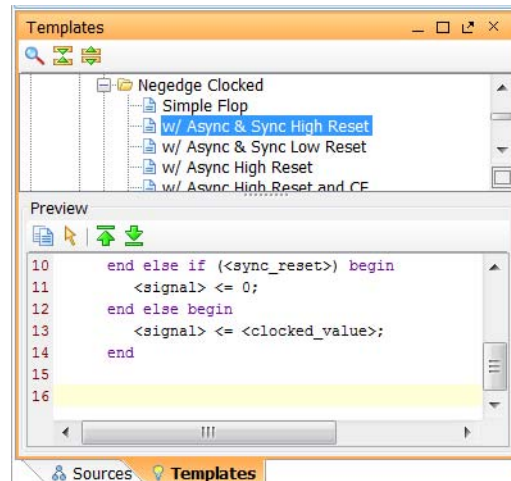 Templates
Negedge Clocked
Simple Flop
w/ Async & Sync High Reset
w/ Async & Sync Low Reset
w/ Async High Reset
w/ Async High Reset and CE
Preview
10 end else if (<sync_reset>) begin
11 <signal> <= 0;
12 end else begin
13 <signal> <= <clocked_value>;
14 end
15
16
Sources Templates